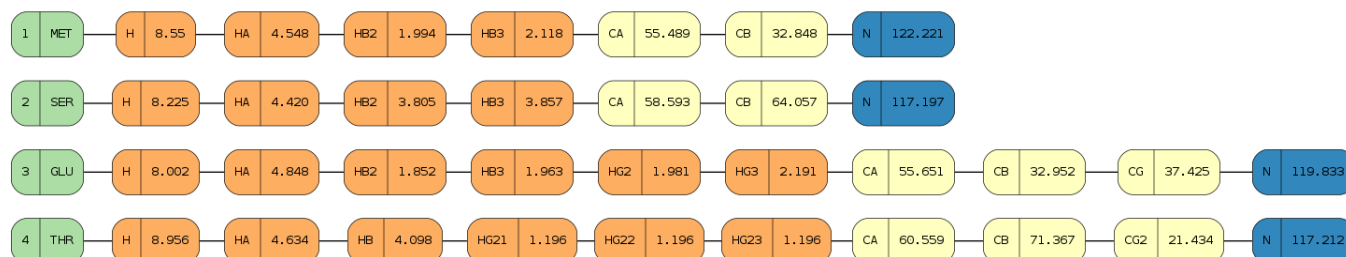 1 MET H 8.55 HA 4.548 HB2 1.994 HB3 2.118 CA 55.489 CB 32.848 N 122.221
2 SER H 8.225 HA 4.420 HB2 3.805 HB3 3.857 CA 58.593 CB 64.057 N 117.197
3 GLU H 8.002 HA 4.848 HB2 1.852 HB3 1.963 HG2 1.981 HG3 2.191 CA 55.651 CB 32.952 CG 37.425 N 119.833
4 THR H 8.956 HA 4.634 HB 4.098 HG21 1.196 HG22 1.196 HG23 1.196 CA 60.559 CB 71.367 CG2 21.434 N 117.212